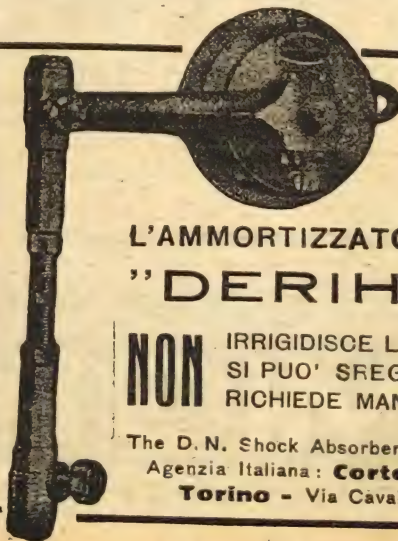 L'AMMORTIZZATO
"DERIH
NON IRRIGIDISCE L
SI PUO' SREG
RICHIEDE MAN
The D. N. Shock Absorber
Agenzia Italiana: Corte
Torino - Via Cava